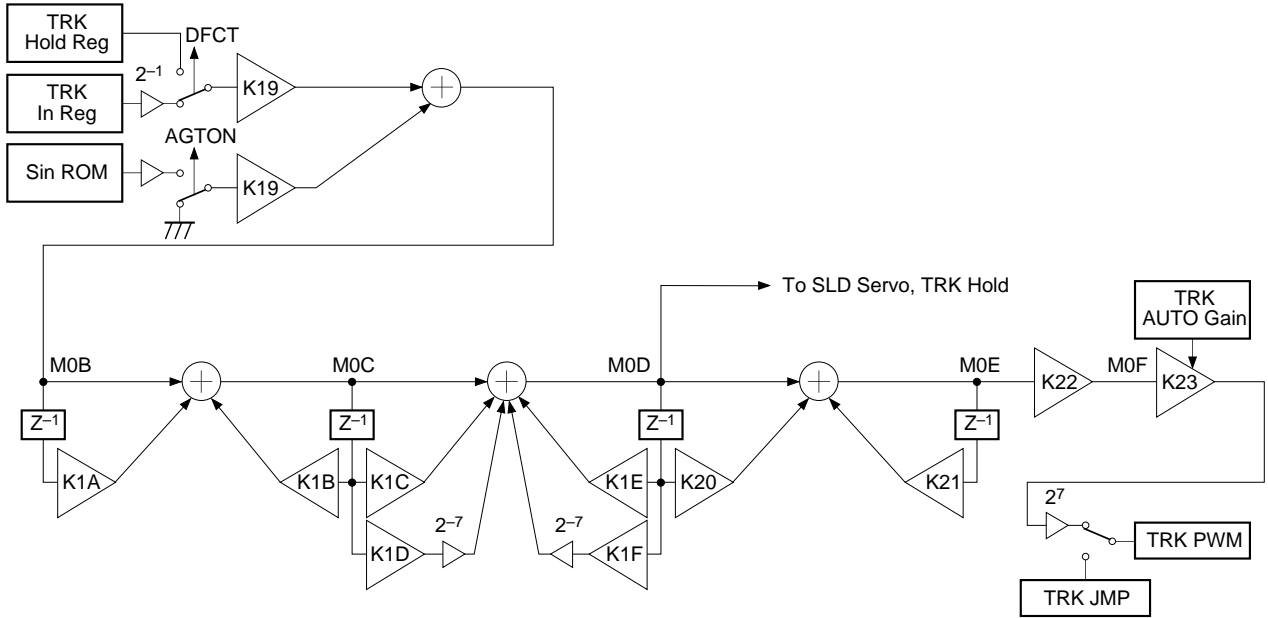 TRK
Hold Reg
DFCT
2–1
K19
TRK
In Reg
AGTON
Sin ROM
K19
To SLD Servo, TRK Hold
TRK
AUTO Gain
M0B
M0C
M0D
M0E
K22
M0F
K23
Z–1
Z–1
Z–1
Z–1
K1A
K1B
K1C
K1E
K20
K21
27
K1D
2–7
2–7
K1F
TRK PWM
TRK JMP